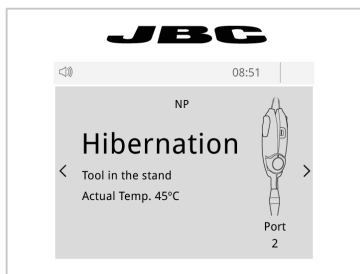 JBC
08:51
NP
Hibernation
Tool in the stand
Actual Temp. 45ºC
Port
2